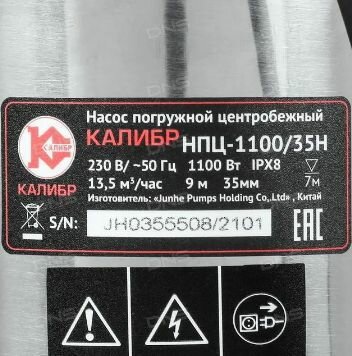 Насос погружной центробежный
КАЛИБР НПЦ-1100/35Н
КАЛИБР
230 В/ ~50 Гц 1100 Вт IPX8
13,5 м³/час 9 м 35мм 7м
Изготовитель: «Junhe Pumps Holding Co,.Ltd» , Китай
S/N: JH0355508/2101
EAC